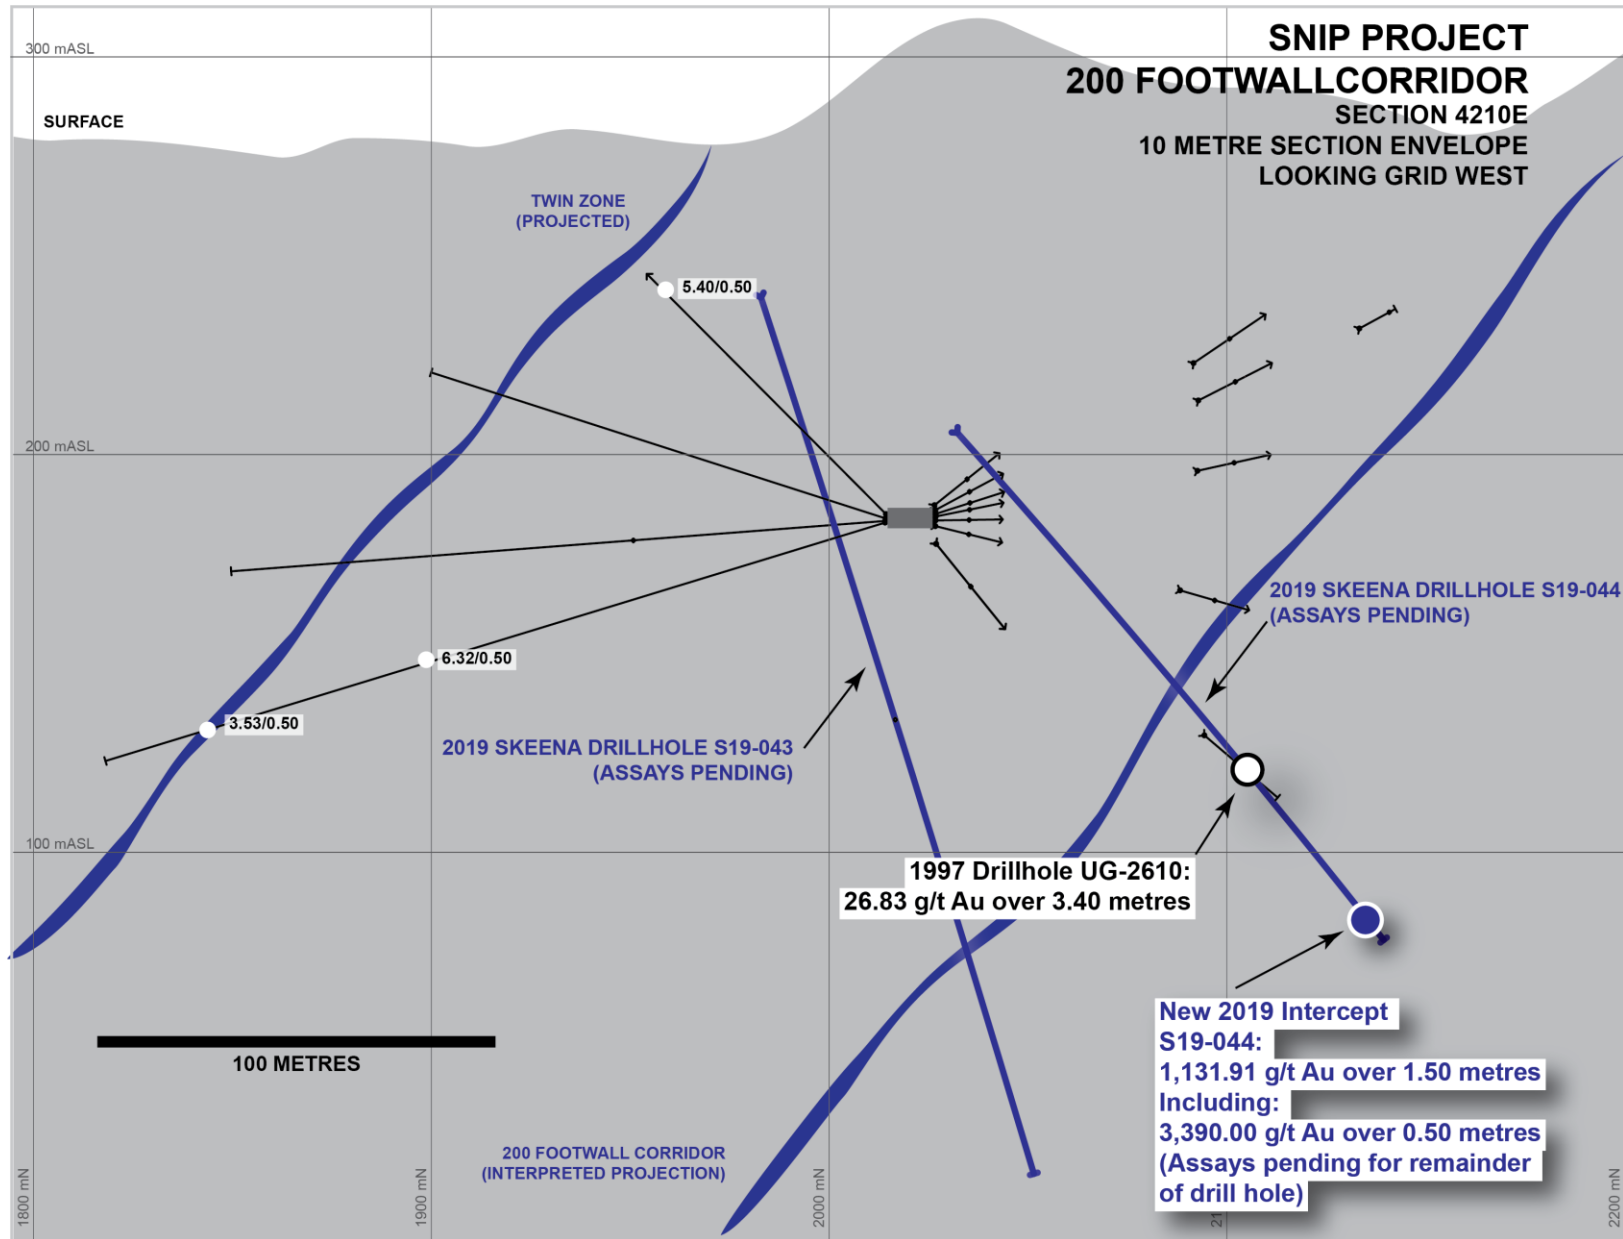 300 mASL
SNIP PROJECT
200 FOOTWALLCORRIDOR
SECTION 4210E
10 METRE SECTION ENVELOPE
LOOKING GRID WEST
SURFACE
TWIN ZONE
(PROJECTED)
5.40/0.50
200 mASL
2019 SKEENA DRILLHOLE S19-044
(ASSAYS PENDING)
6.32/0.50
3.53/0.50
2019 SKEENA DRILLHOLE S19-043
(ASSAYS PENDING)
100 mASL
1997 Drillhole UG-2610:
26.83 g/t Au over 3.40 metres
New 2019 Intercept
S19-044:
1,131.91 g/t Au over 1.50 metres
Including:
3,390.00 g/t Au over 0.50 metres
(Assays pending for remainder
of drill hole)
100 METRES
200 FOOTWALL CORRIDOR
(INTERPRETED PROJECTION)
1800 mN
1900 mN
2000 mN
2200 mN